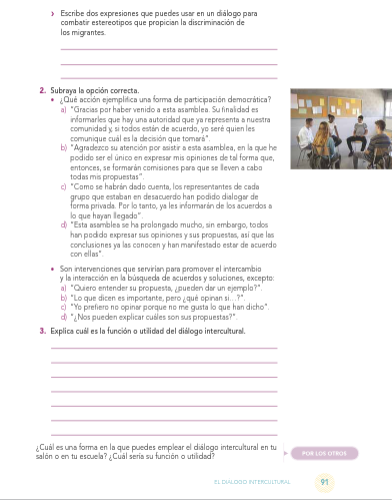 › Escribe dos expresiones que puedes usar en un diálogo para
combatir estereotipos que propician la discriminación de
los migrantes.
2. Subraya la opción correcta.
• ¿Qué acción ejemplifica una forma de participación democrática?
a) "Gracias por haber venido a esta asamblea. Su finalidad es
informarles que hay una autoridad que ya representa a nuestra
comunidad y, si todos están de acuerdo, yo seré quien les
comunique cuál es la decisión que tomará".
b) "Agradezco su atención por asistir a esta asamblea, en la que he
podido ser el único en expresar mis opiniones de tal forma que,
entonces, se formarán comisiones para que se lleven a cabo
todas mis propuestas".
c) "Como se habrán dado cuenta, los representantes de cada
grupo que estaban en desacuerdo han podido dialogar de
forma privada. Por lo tanto, ya les informarán de los acuerdos a
lo que hayan llegado".
d) "Esta asamblea se ha prolongado mucho, sin embargo, todos
han podido expresar sus opiniones y sus propuestas, así que las
conclusiones ya las conocen y han manifestado estar de acuerdo
con ellas".
• Son intervenciones que servirían para promover el intercambio
y la interacción en la búsqueda de acuerdos y soluciones, excepto:
a) "Quiero entender su propuesta, ¿pueden dar un ejemplo?".
b) "Lo que dicen es importante, pero ¿qué opinan si…?".
c) "Yo prefiero no opinar porque no me gusta lo que han dicho".
d) "¿Nos pueden explicar cuáles son sus propuestas?".
3. Explica cuál es la función o utilidad del diálogo intercultural.
¿Cuál es una forma en la que puedes emplear el diálogo intercultural en tu
salón o en tu escuela? ¿Cuál sería su función o utilidad?
POR LOS OTROS
EL DIÁLOGO INTERCULTURAL 91